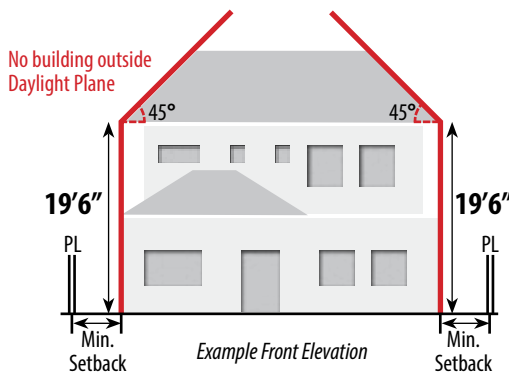 No building outside
Daylight Plane
45°
45°
19’6”
19’6”
PL
PL
Min.
Setback
Example Front Elevation
Min.
Setback